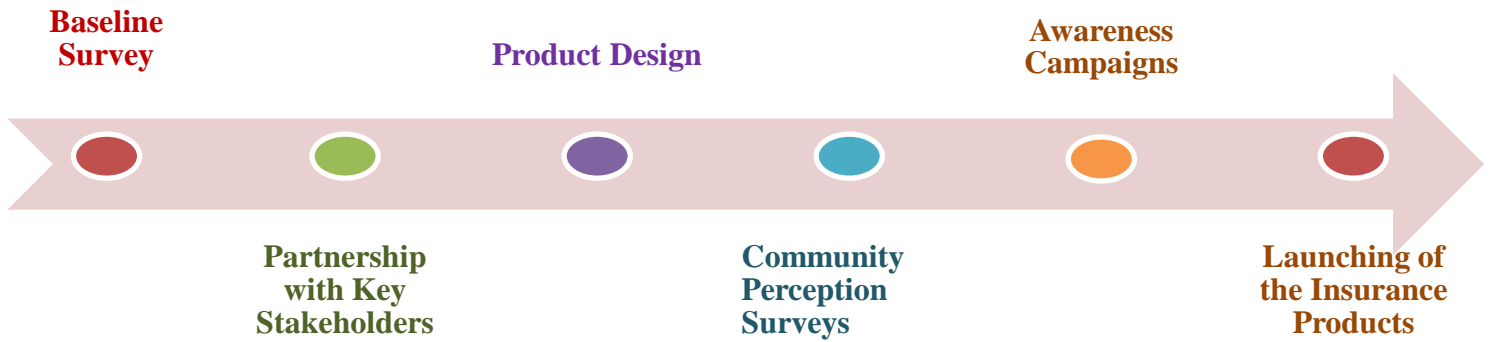 Baseline
Survey
Partnership
with Key
Stakeholders
Product Design
Community
Perception
Surveys
Awareness
Campaigns
Launching of
the Insurance
Products